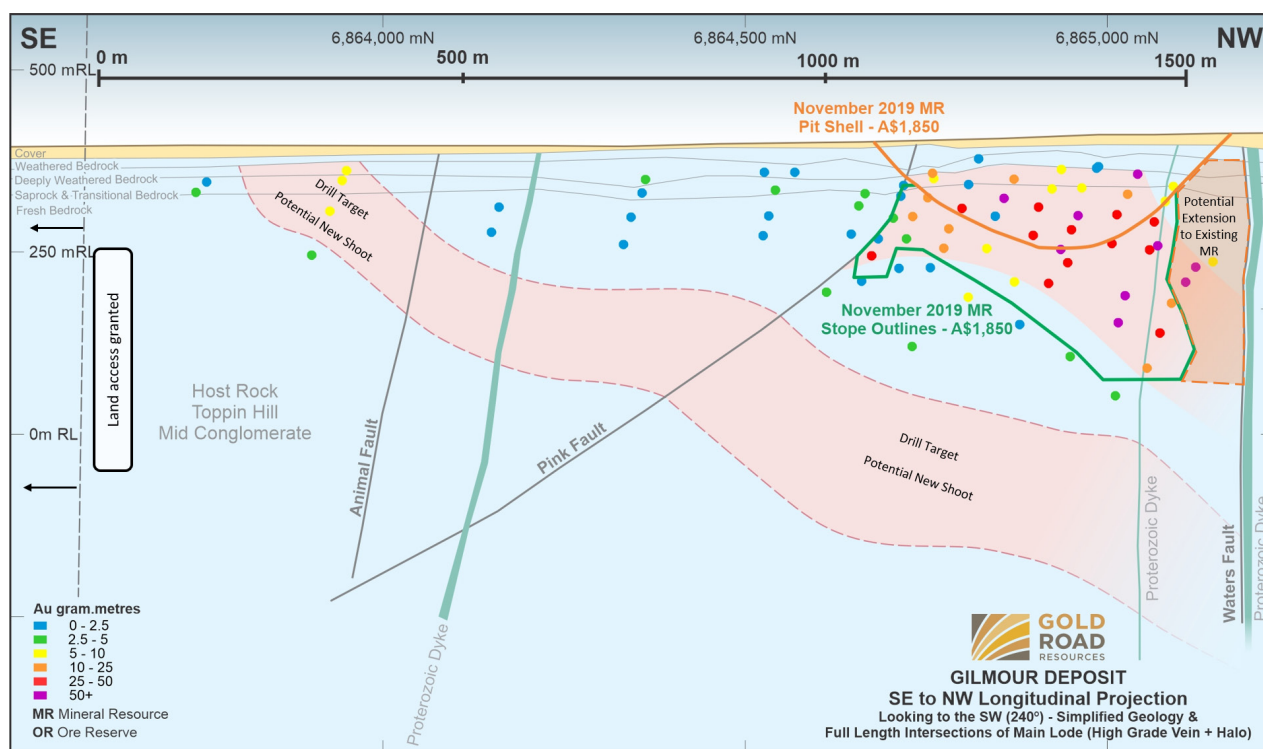 SE
6,864,000 mN
6,864,500 mN
6,865,000 mN
NW
500 mRL
0 m
500 m
1000 m
1500 m
November 2019 MR
Pit Shell - A$1,850
Cover
Weathered Bedrock
Deeply Weathered Bedrock
Saprock & Transitional Bedrock
Fresh Bedrock
Drill Target
Potential New Shoot
Potential
Extension
to Existing
MR
250 mRL
Land access granted
November 2019 MR
Stope Outlines - A$1,850
Host Rock
Toppin Hill
Mid Conglomerate
0m RL
Animal Fault
Pink Fault
Drill Target
Potential New Shoot
Proterozoic Dyke
Waters Fault
Proterozoic Dyke
Proterozoic Dyke
Au gram.metres
0 - 2.5
2.5 - 5
5 - 10
10 - 25
25 - 50
50+
MR Mineral Resource
OR Ore Reserve
GOLD
ROAD
RESOURCES
GILMOUR DEPOSIT
SE to NW Longitudinal Projection
Looking to the SW (240º) - Simplified Geology &
Full Length Intersections of Main Lode (High Grade Vein + Halo)